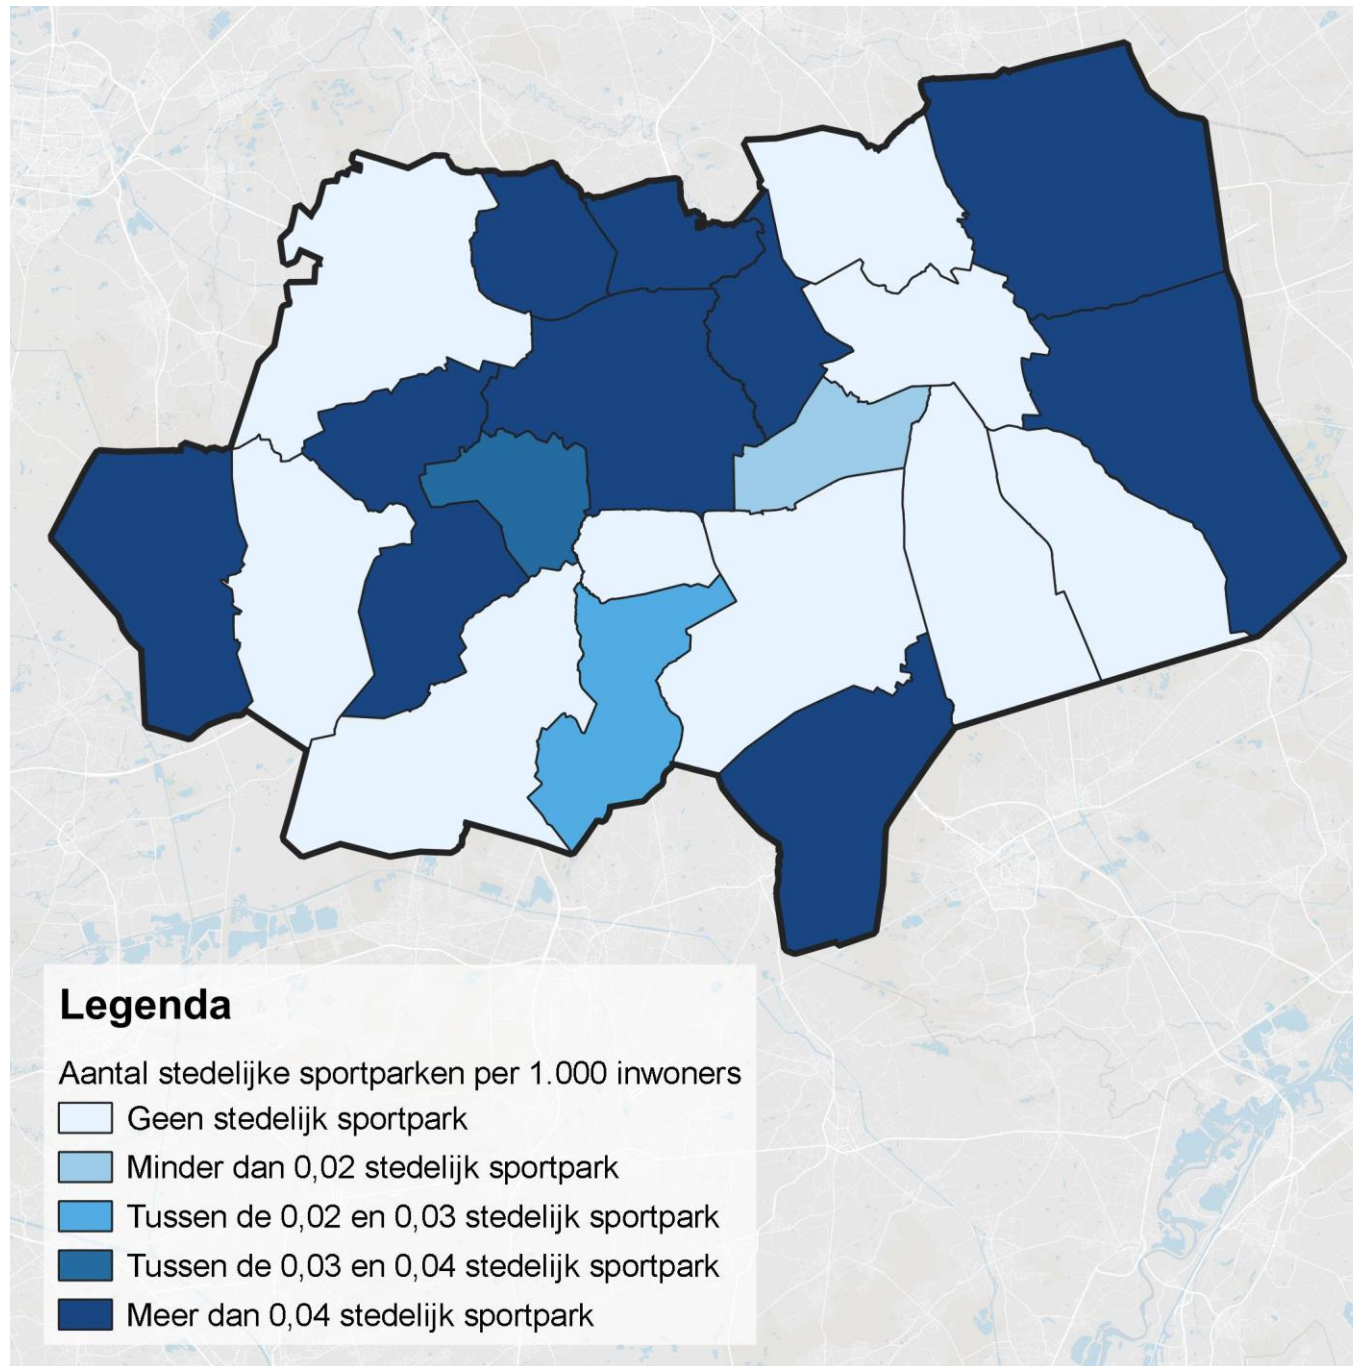 Legenda
Aantal stedelijke sportparken per 1.000 inwoners
Geen stedelijk sportpark
Minder dan 0,02 stedelijk sportpark
Tussen de 0,02 en 0,03 stedelijk sportpark
Tussen de 0,03 en 0,04 stedelijk sportpark
Meer dan 0,04 stedelijk sportpark